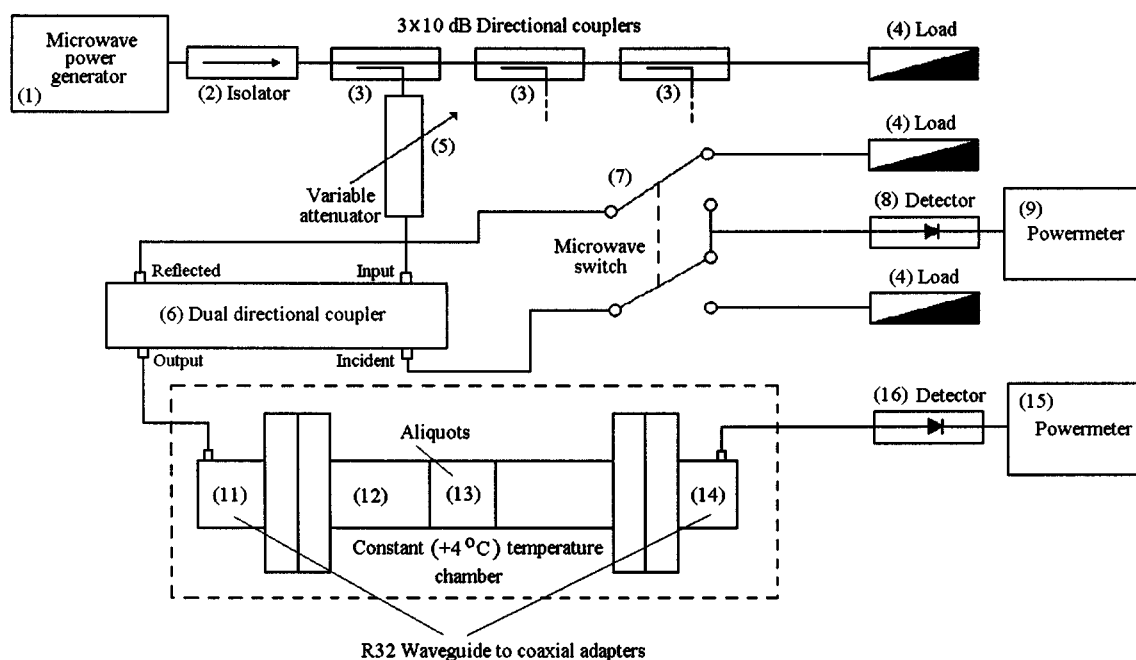 3×10 dB Directional couplers
Microwave
power
generator
(1)
(2) Isolator
(3)
(3)
(3)
(4) Load
(5)
Variable
attenuator
(4) Load
(7)
Microwave
switch
(8) Detector
(9)
Powermeter
(4) Load
Reflected
Input
(6) Dual directional coupler
Output
Incident
(16) Detector
(15)
Powermeter
Aliquots
(11)
(12)
(13)
(14)
Constant (+4 °C) temperature
chamber
R32 Waveguide to coaxial adapters